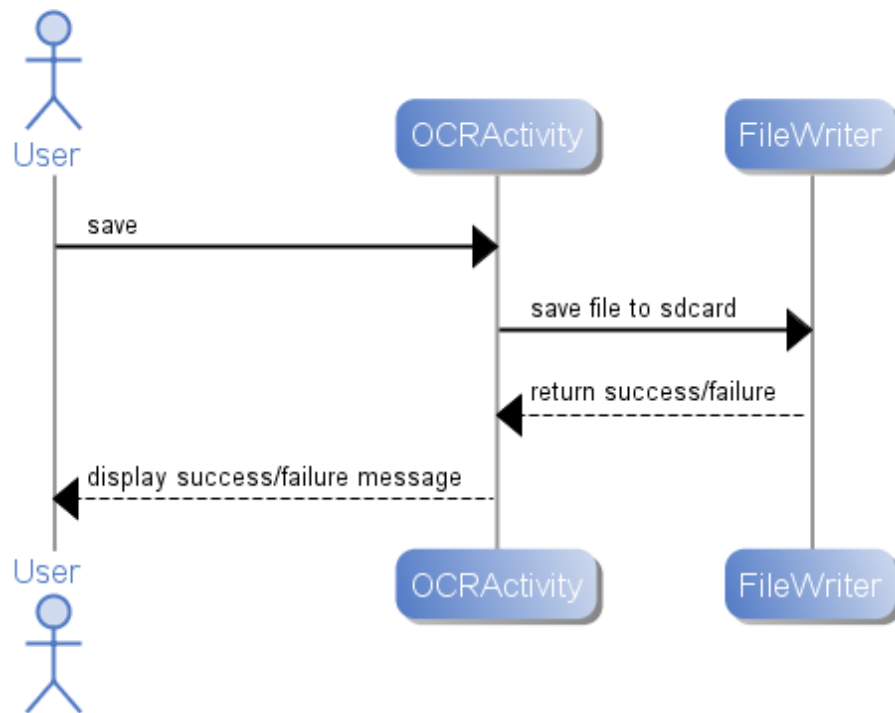 User
OCRActivity
FileWriter
save
save file to sdcard
return success/failure
display success/failure message
User
OCRActivity
FileWriter